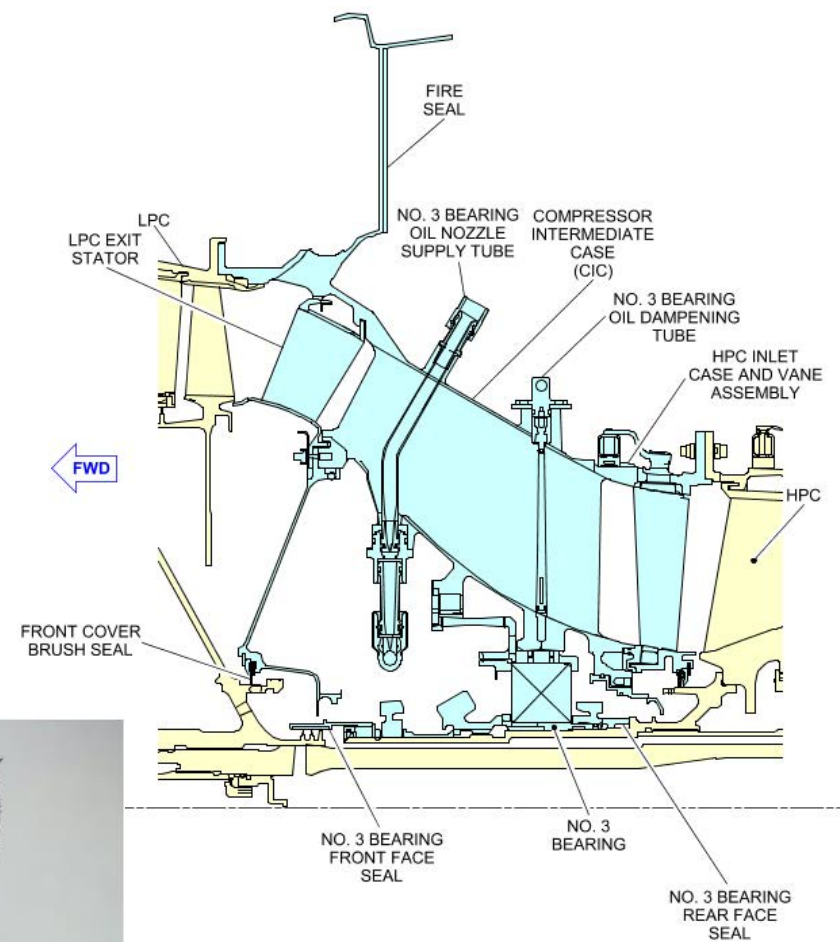 FIRE
SEAL
NO. 3 BEARING
OIL NOZZLE
SUPPLY TUBE
COMPRESSOR
INTERMEDIATE
CASE
(CIC)
LPC
LPC EXIT
STATOR
NO. 3 BEARING
OIL DAMPENING
TUBE
HPC INLET
CASE AND VANE
ASSEMBLY
FWD
HPC
FRONT COVER
BRUSH SEAL
NO. 3 BEARING
FRONT FACE
SEAL
NO. 3
BEARING
NO. 3 BEARING
REAR FACE
SEAL